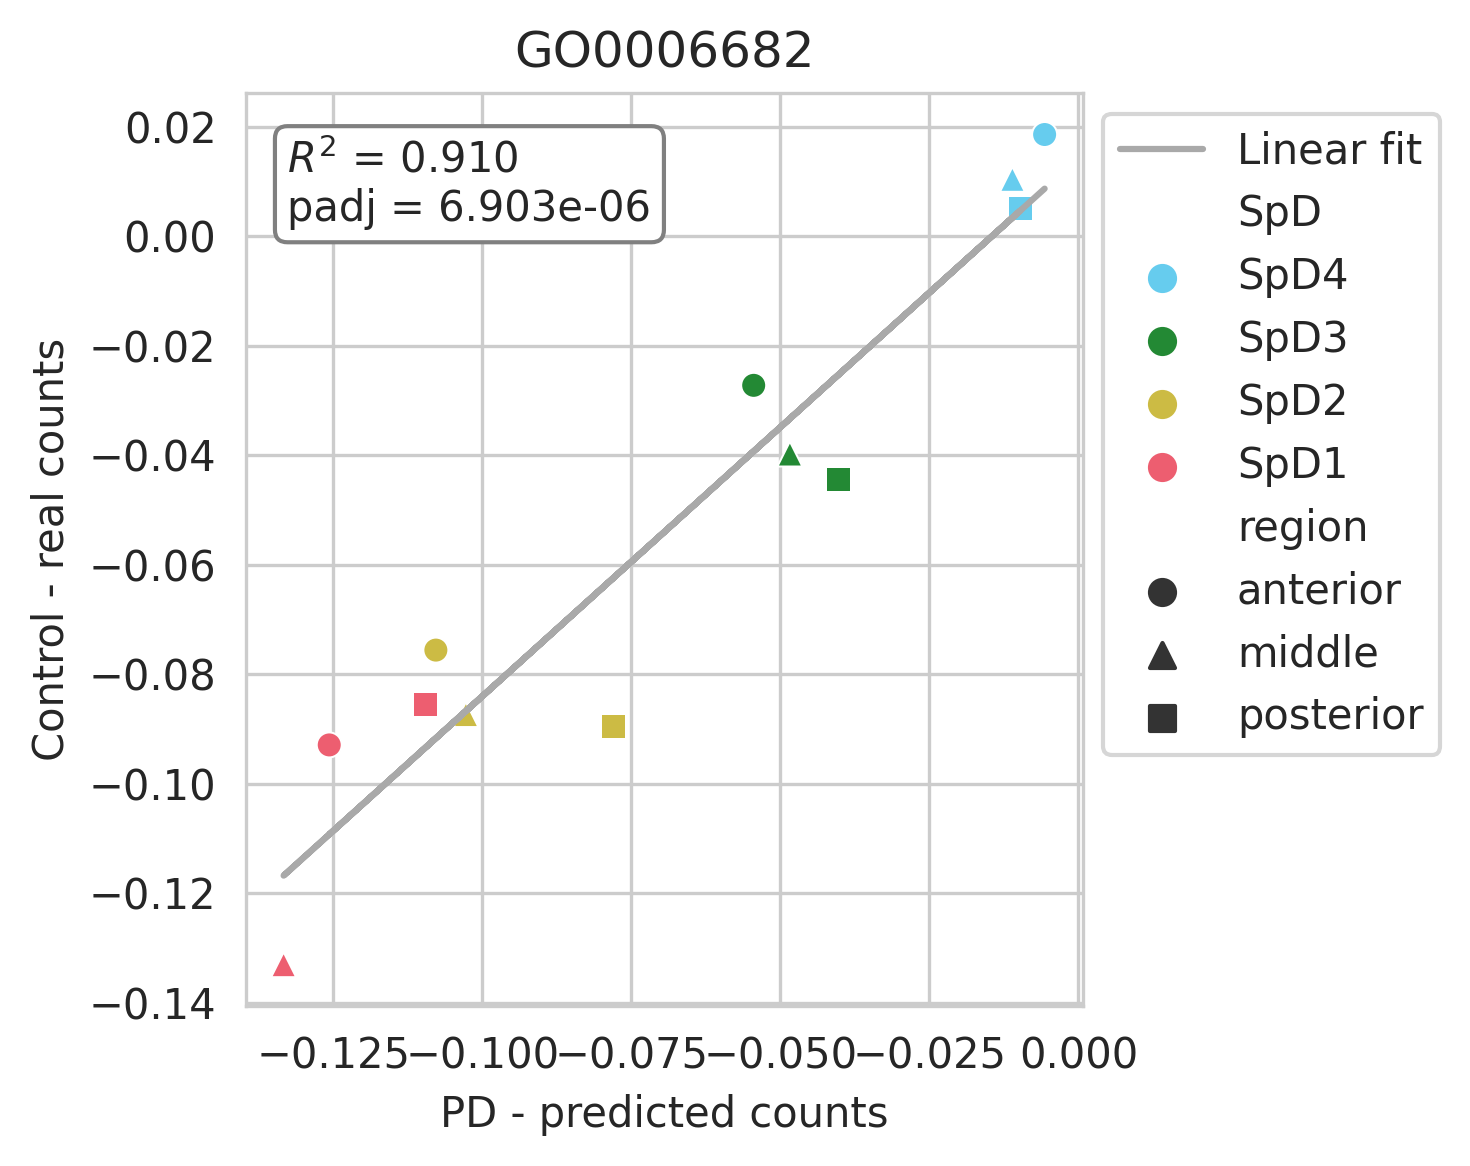 GO0006682
R² = 0.910
padj = 6.903e-06
0.02
0.00
−0.02
−0.04
−0.06
−0.08
−0.10
−0.12
−0.14
Control - real counts
−0.125 −0.100 −0.075 −0.050 −0.025 0.000
PD - predicted counts
Linear fit
SpD
SpD4
SpD3
SpD2
SpD1
region
anterior
middle
posterior